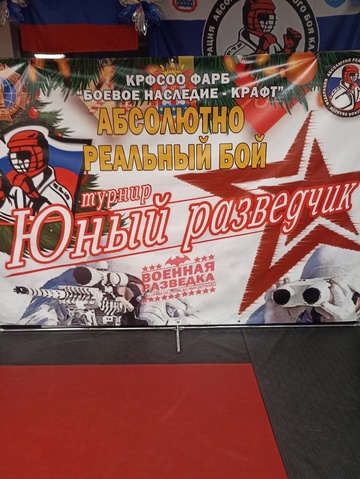 КРФСОО ФАРБ
"БОЕВОЕ НАСЛЕДИЕ - КРАФТ"
АБСОЛЮТНО
РЕАЛЬНЫЙ БОЙ
турнир
Юный разведчик
ВОЕННАЯ
РАЗВЕДКА